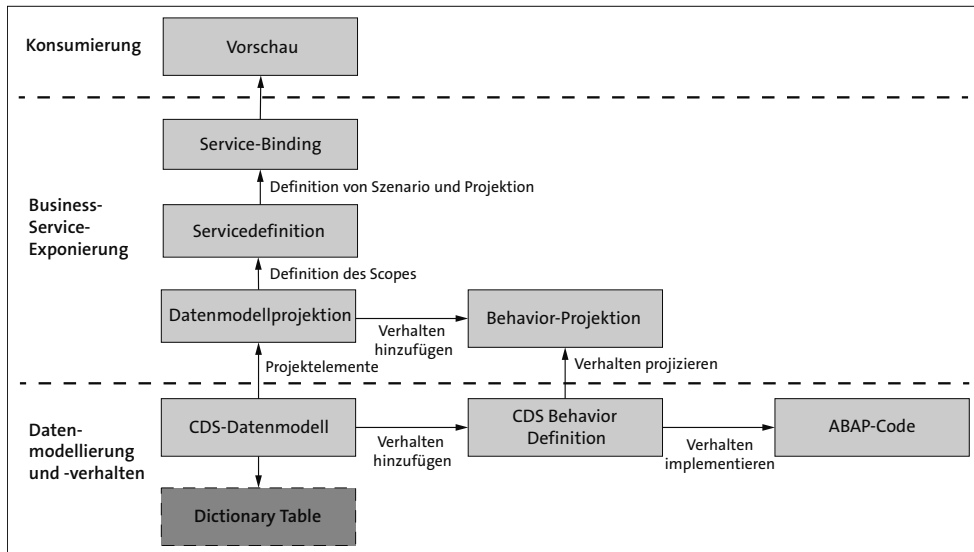 Konsumierung
Vorschau
Service-Binding
Definition von Szenario und Projektion
Business-
Service-
Exponierung
Servicedefinition
Definition des Scopes
Datenmodellprojektion
Verhalten
hinzufügen
Behavior-Projektion
Projektelemente
Verhalten projizieren
Daten-
modellierung
und -verhalten
CDS-Datenmodell
Verhalten
hinzufügen
CDS Behavior
Definition
Verhalten
implementieren
ABAP-Code
Dictionary Table